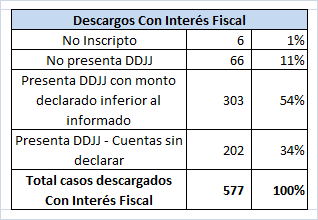 Descargos Con Interés Fiscal
No Inscripto 6 1%
No presenta DDJJ 66 11%
Presenta DDJJ con monto
declarado inferior al 303 54%
informado
Presenta DDJJ - Cuentas sin 202 34%
declarar
Total casos descargados 577 100%
Con Interés Fiscal